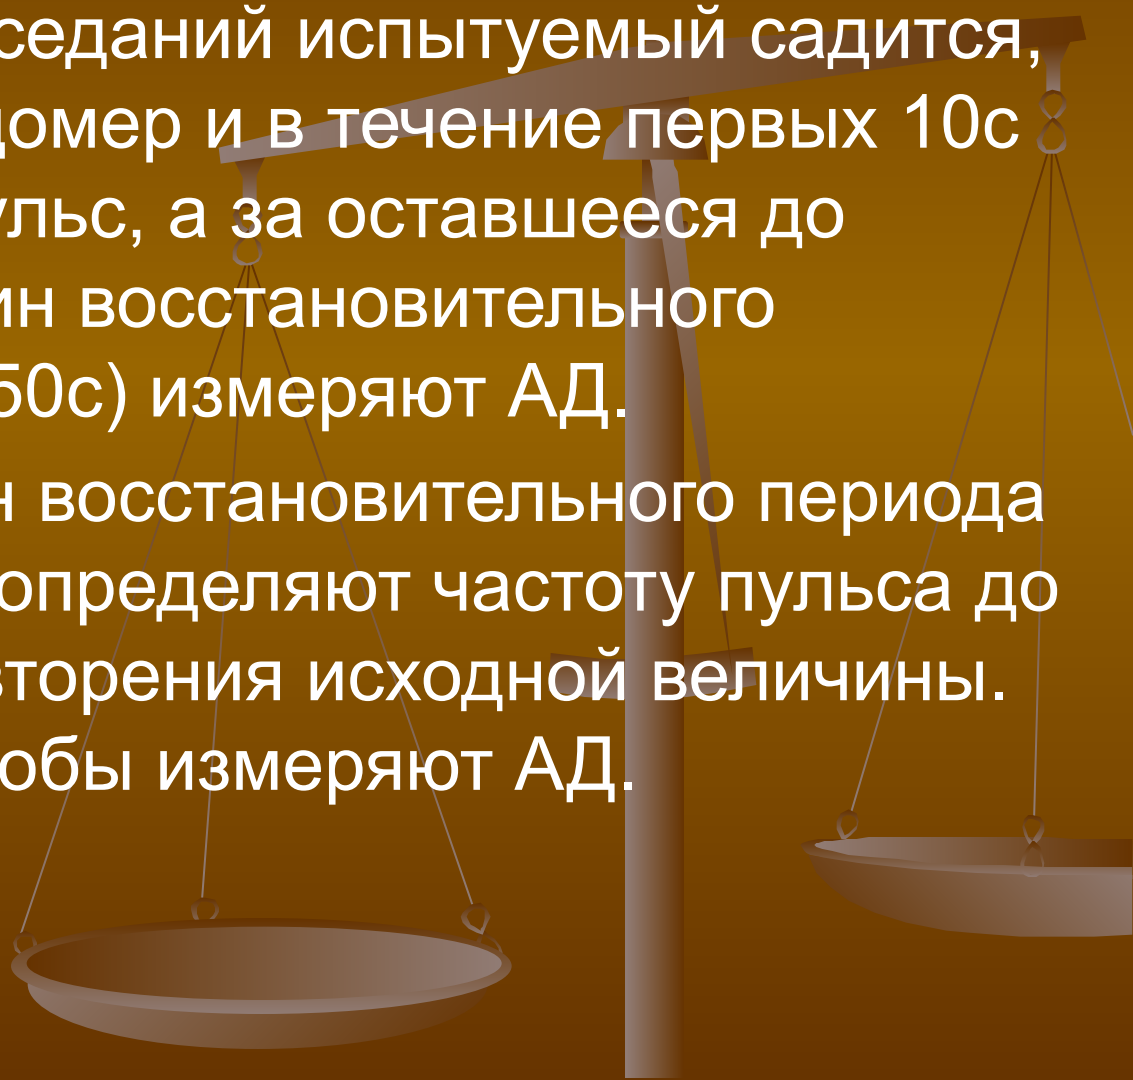 седаний испытуемый садится,
домер и в течение первых 10с
ульс, а за оставшееся до
ин восстановительного
50с) измеряют АД.
н восстановительного периода
определяют частоту пульса до
вторения исходной величины.
обы измеряют АД.